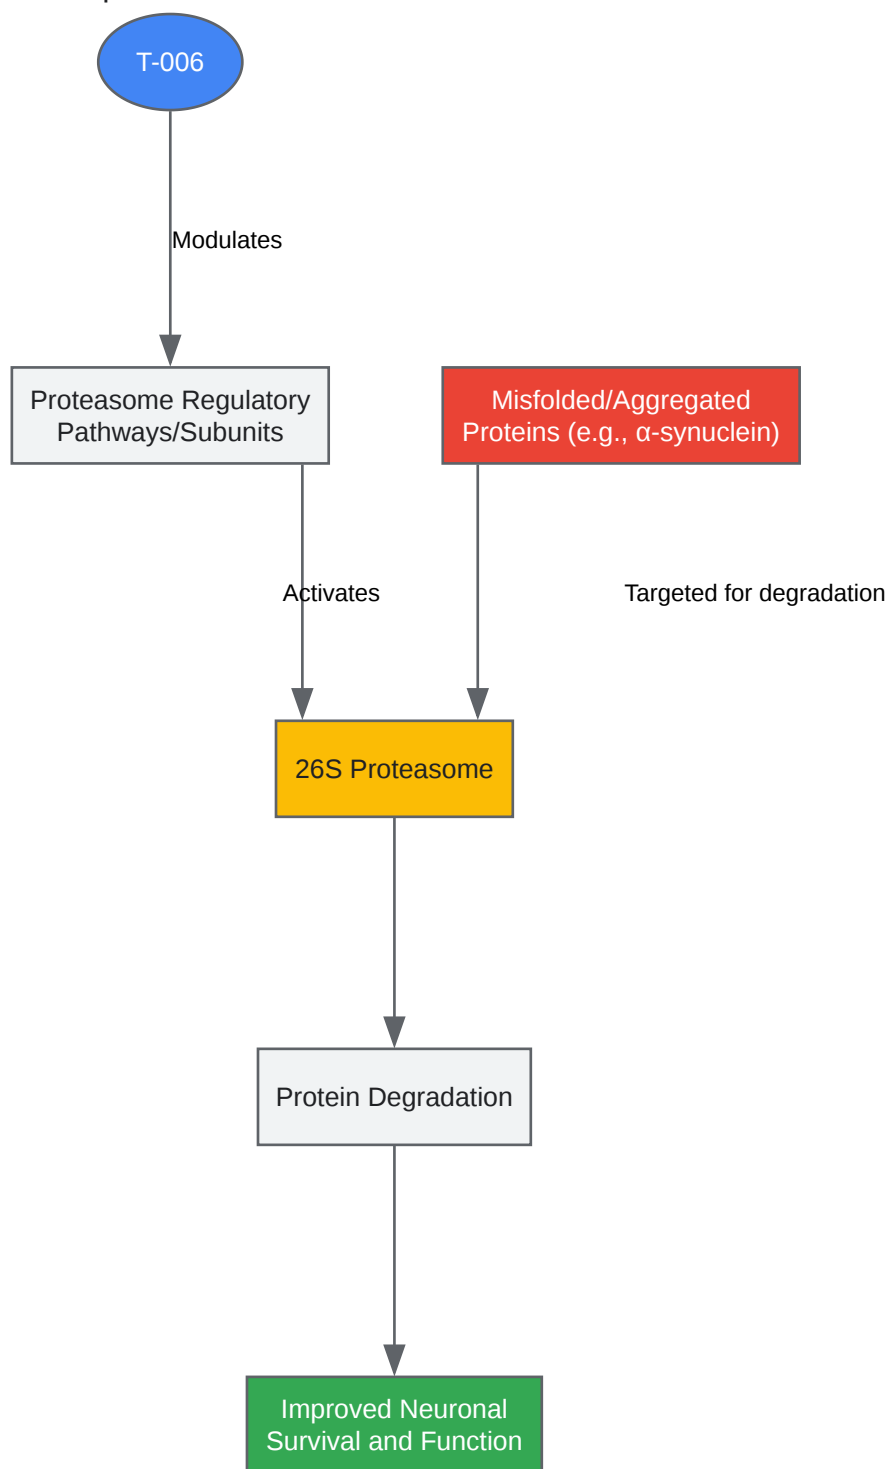 T-006
Modulates
Proteasome Regulatory
Pathways/Subunits
Misfolded/Aggregated
Proteins (e.g., α-synuclein)
Activates
Targeted for degradation
26S Proteasome
Protein Degradation
Improved Neuronal
Survival and Function